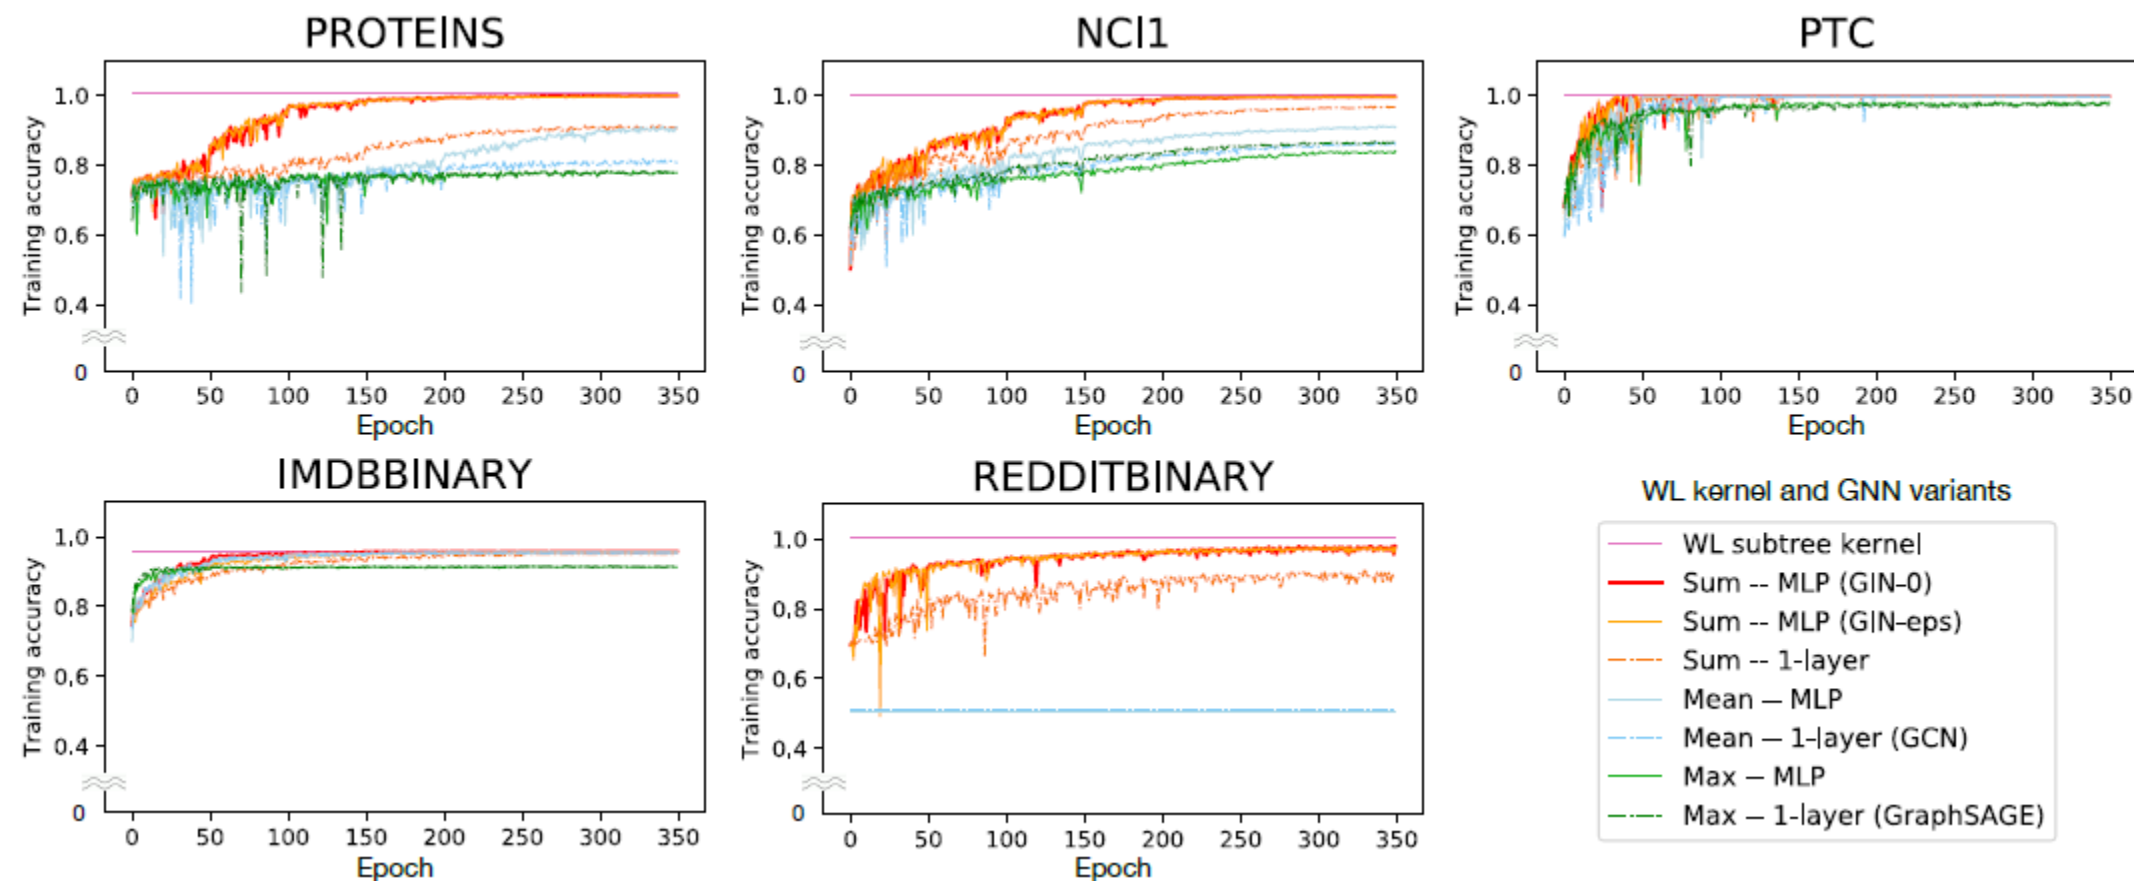 PROTEINS
NCI1
PTC
Training accuracy
1.0
0.8
0.6
0.4
0
0 50 100 150 200 250 300 350
Epoch
Training accuracy
1.0
0.8
0.6
0.4
0
0 50 100 150 200 250 300 350
Epoch
Training accuracy
1.0
0.8
0.6
0.4
0
0 50 100 150 200 250 300 350
Epoch
IMDBBINARY
REDDITBINARY
Training accuracy
1.0
0.8
0.6
0.4
0
0 50 100 150 200 250 300 350
Epoch
Training accuracy
1.0
0.8
0.6
0.4
0
0 50 100 150 200 250 300 350
Epoch
WL kernel and GNN variants
WL subtree kernel
Sum -- MLP (GIN-0)
Sum -- MLP (GIN-eps)
Sum -- 1-layer
Mean — MLP
Mean — 1-layer (GCN)
Max — MLP
Max — 1-layer (GraphSAGE)